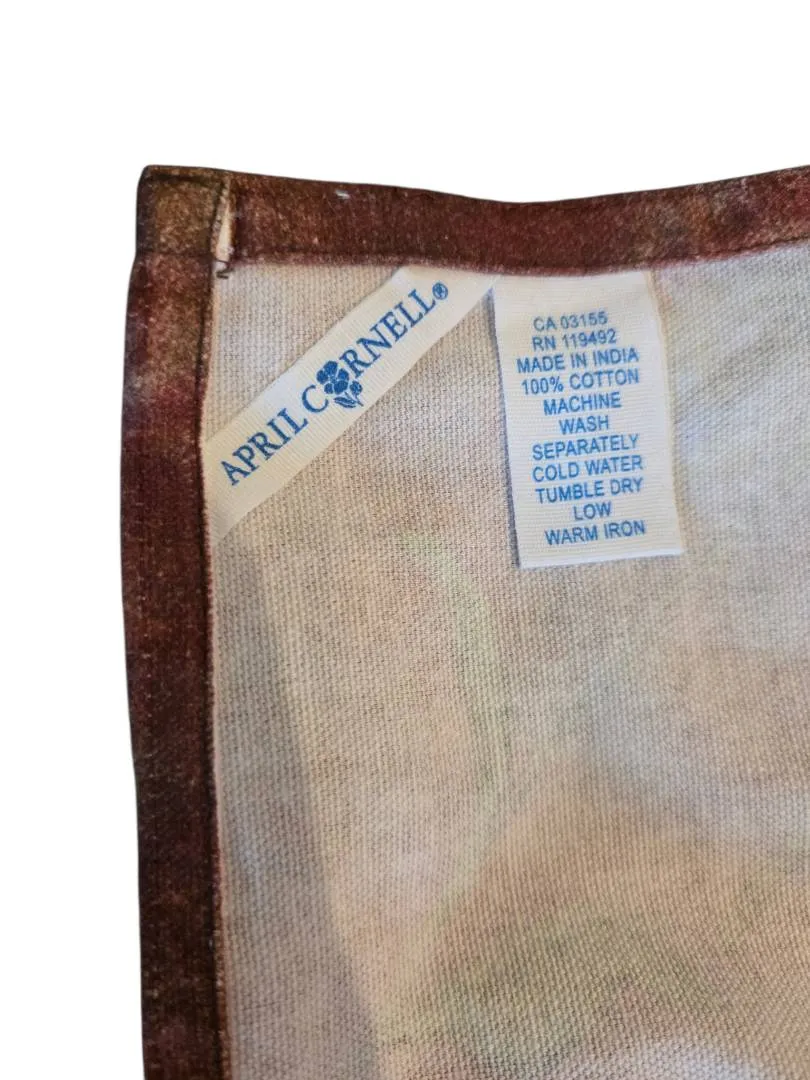 APRIL CORNELL®
CA 03155
RN 119492
MADE IN INDIA
100% COTTON
MACHINE
WASH
SEPARATELY
COLD WATER
TUMBLE DRY
LOW
WARM IRON